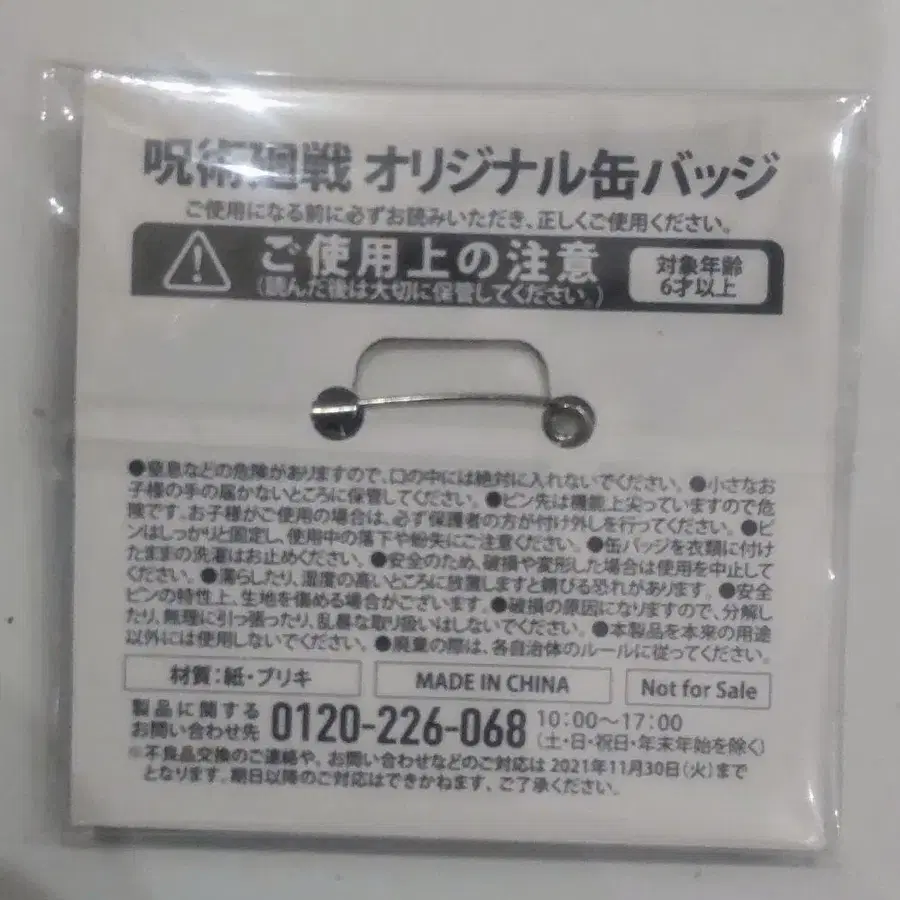 呪術廻戦 オリジナル缶バッジ
ご使用になる前に必ずお読みいただき、正しくご使用ください。
ご使用上の注意
(読んだ後は大切に保管してください。)
対象年齢
6才以上
●窒息などの危険がありますので、口の中には絶対に入れないでください。●小さなお
子様の手の届かないところに保管してください。●ピン先は機能上尖っていますので危
険です。お子様がご使用の場合は、必ず保護者の方が付け外しを行ってください。●ピ
ンはしっかりと固定し、使用中の落下や紛失にご注意ください。●缶バッジを衣類に付け
たままの洗濯はお止めください。●安全のため、破損や変形した場合は使用を中止して
ください。●濡らしたり、湿度の高いところに放置しますと錆びる恐れがあります。●安全
ピンの特性上、生地を傷める場合がございます。●破損の原因になりますので、分解し
たり、無理に引っ張ったり、乱暴な取り扱いはしないでください。●本製品を本来の用途
以外には使用しないでください。●廃棄の際は、各自治体のルールに従ってください。
材質:紙・ブリキ
MADE IN CHINA
Not for Sale
製品に関する
お問い合わせ先
0120-226-068
10:00〜17:00
(土・日・祝日・年末年始を除く)
※不良品交換のご連絡や、お問い合わせなどのご対応は 2021年11月30日(火)まで
となります。期日以降のご対応はできかねます、ご了承ください。